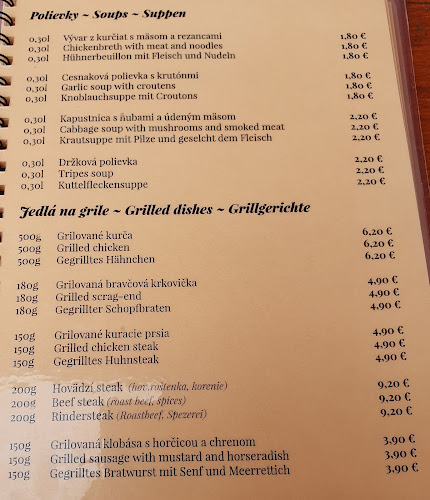 Polievky ~ Soups ~ Suppen
0,30l Vývar z kurčiat s mäsom a rezancami 1,80 €
0,30l Chickenbreth with meat and noodles 1,80 €
0,30l Hühnerbeuillon mit Fleisch und Nudeln 1,80 €
0,30l Cesnaková polievka s krutónmi 1,80 €
0,30l Garlic soup with croutens 1,80 €
0,30l Knoblauchsuppe mit Croutons 1,80 €
0,30l Kapustnica s hubami a údeným mäsom 2,20 €
0,30l Cabbage soup with mushrooms and smoked meat 2,20 €
0,30l Krautsuppe mit Pilze und geselcht dem Fleisch 2,20 €
0,30l Držková polievka 2,20 €
0,30l Tripes soup 2,20 €
0,30l Kuttelfleckensuppe 2,20 €
Jedlá na grile ~ Grilled dishes ~ Grillgerichte
500g Grilované kurča 6,20 €
500g Grilled chicken 6,20 €
500g Gegrilltes Hähnchen 6,20 €
180g Grilovaná bravčová krkovička 4,90 €
180g Grilled scrag-end 4,90 €
180g Gegrillter Schopfbraten 4,90 €
150g Grilované kuracie prsia 4,90 €
150g Grilled chicken steak 4,90 €
150g Gegrilltes Huhnsteak 4,90 €
200g Hovädzí steak (hov.roštenka, korenie) 9,20 €
200g Beef steak (roast beef, spices) 9,20 €
200g Rindersteak (Roastbeef, Spezerei) 9,20 €
150g Grilovaná klobása s horčicou a chrenom 3,90 €
150g Grilled sausage with mustard and horseradish 3,90 €
150g Gegrilltes Bratwurst mit Senf und Meerrettich 3,90 €